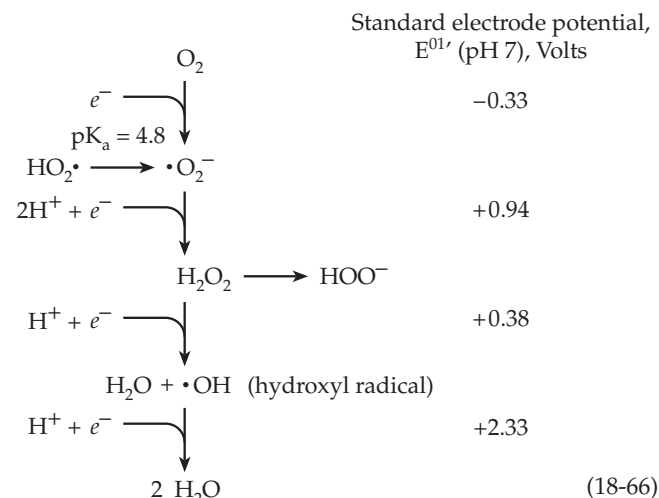 Standard electrode potential,
E⁰¹′ (pH 7), Volts
O₂
e⁻ −0.33
pKₐ = 4.8
HO₂• •O₂⁻
2H⁺ + e⁻ +0.94
H₂O₂ HOO⁻
H⁺ + e⁻ +0.38
H₂O + •OH (hydroxyl radical)
H⁺ + e⁻ +2.33
2 H₂O (18-66)